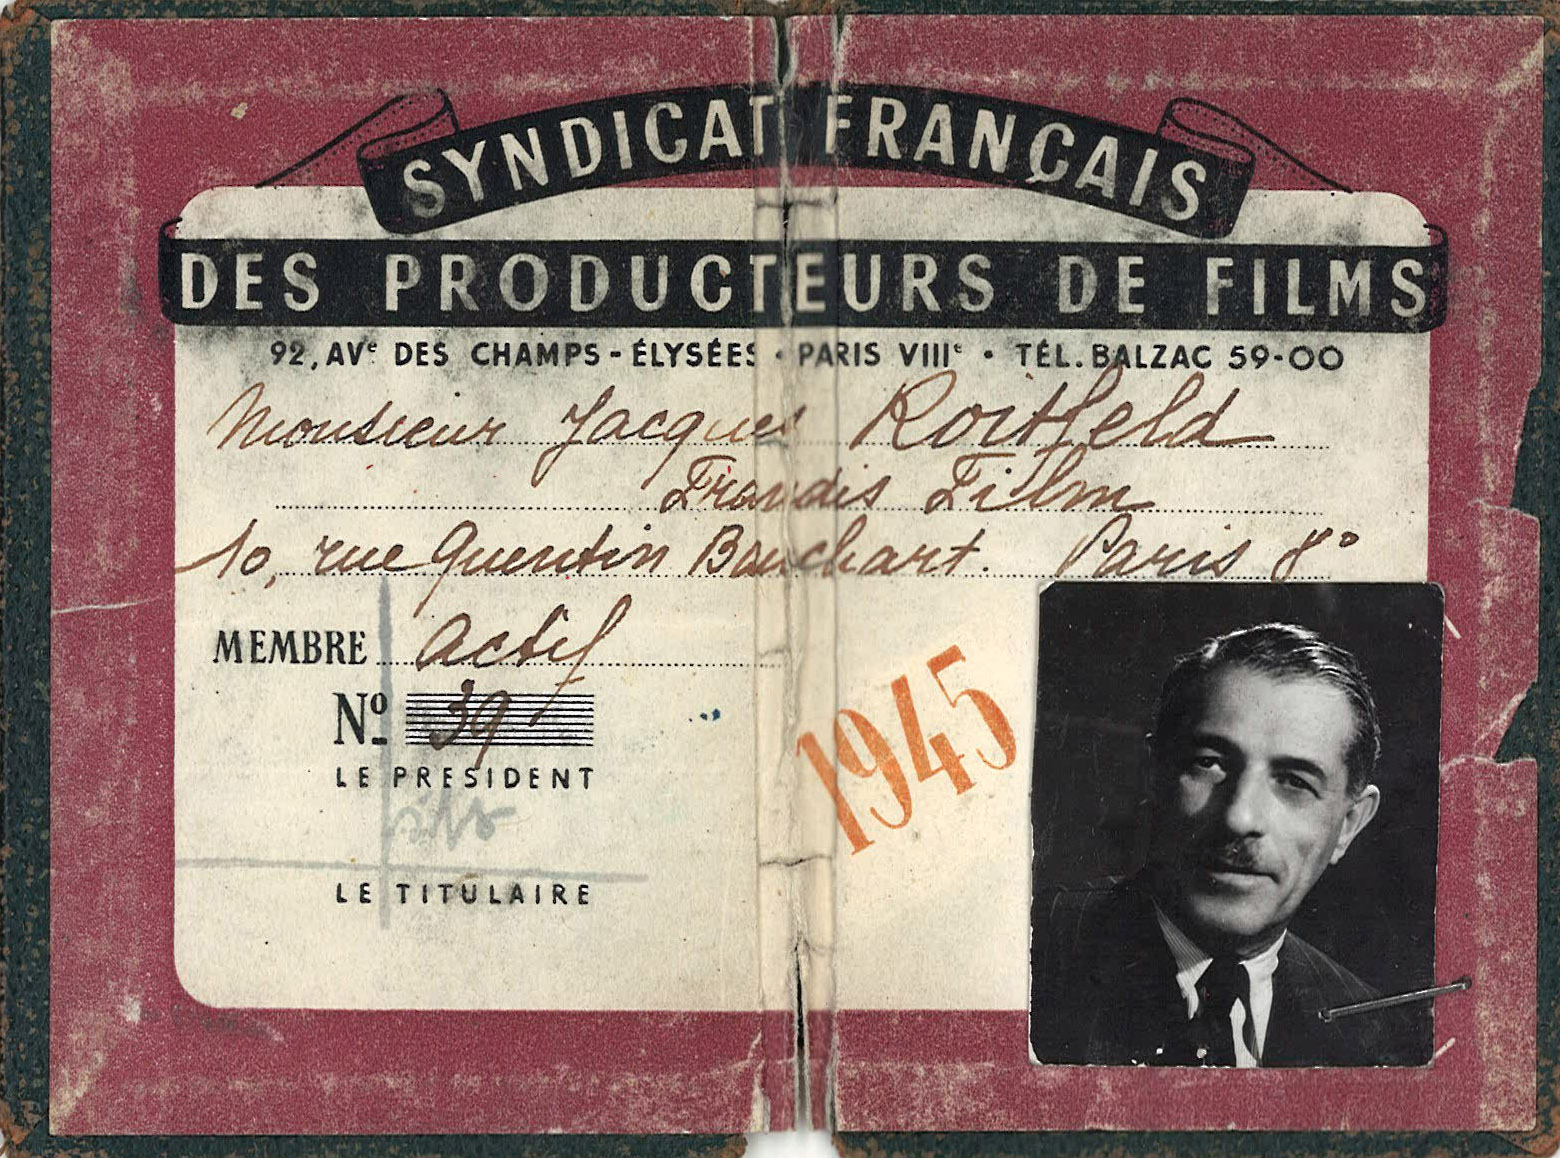 SYNDICAT FRANÇAIS
DES PRODUCTEURS DE FILMS
92, AVᵉ DES CHAMPS-ÉLYSÉES • PARIS VIIIᵉ • TÉL. BALZAC 59-00
Monsieur Jacques Roitfeld
Francis Film
10, rue Quentin Bauchart. Paris 8°
MEMBRE actif
Nº 39
LE PRESIDENT
LE TITULAIRE
1945